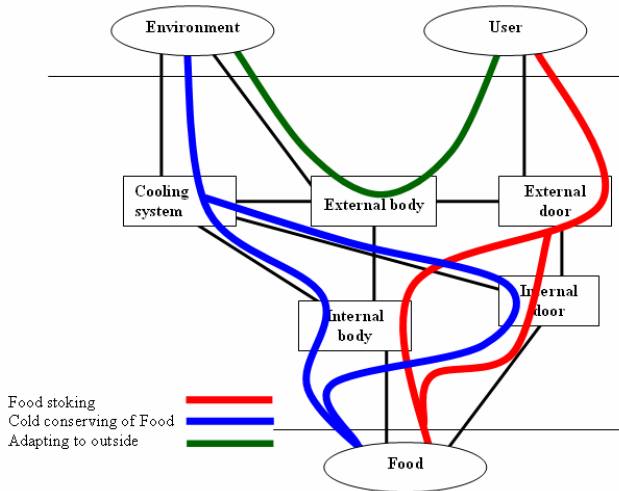 Environment
User
Cooling
system
External body
External
door
Internal
body
Internal
door
Food stoking
Cold conserving of Food
Adapting to outside
Food